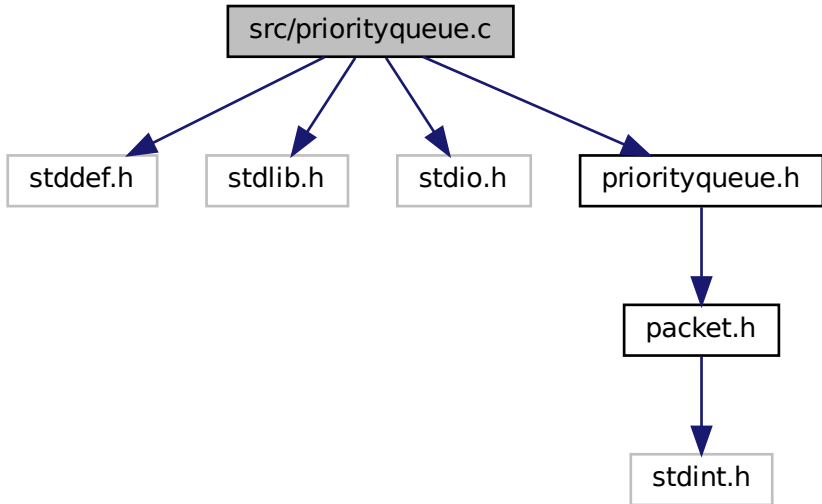 src/priorityqueue.c
stddef.h
stdlib.h
stdio.h
priorityqueue.h
packet.h
stdint.h